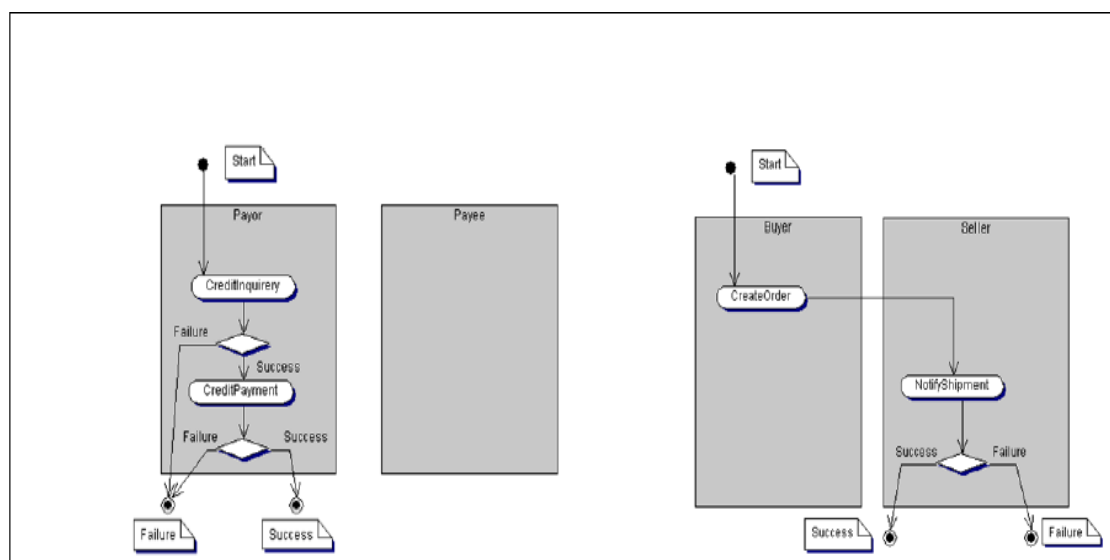 Start
Payor
Payee
CreditInquirery
Failure
Success
CreditPayment
Failure
Success
Failure
Success
Start
Buyer
Seller
CreateOrder
NotifyShipment
Success
Failure
Success
Failure